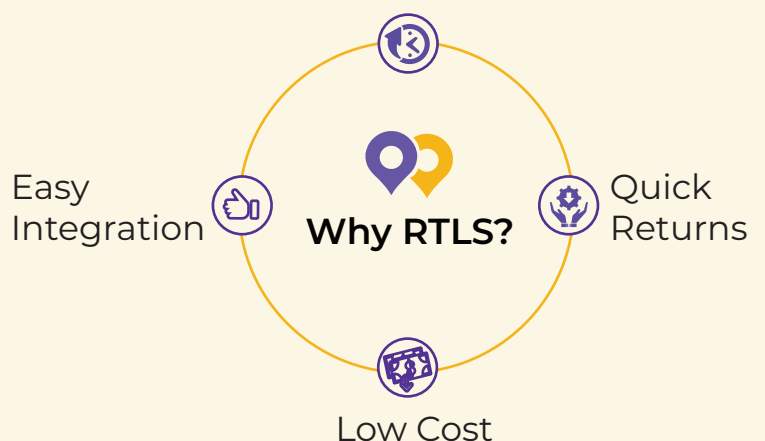 Easy
Integration
Why RTLS?
Quick
Returns
Low Cost